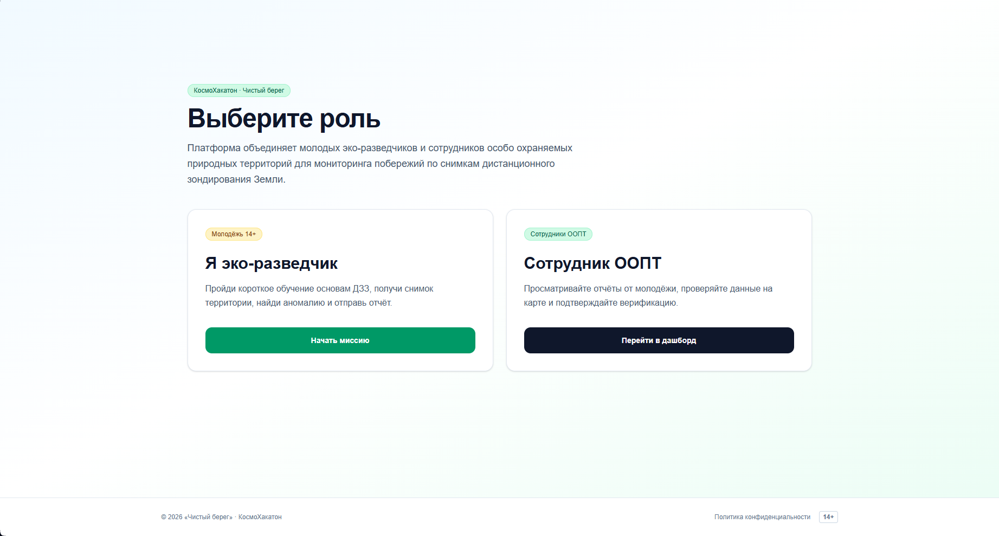 КосмоХакатон · Чистый берег
Выберите роль
Платформа объединяет молодых эко-разведчиков и сотрудников особо охраняемых
природных территорий для мониторинга побережий по снимкам дистанционного
зондирования Земли.
Молодёжь 14+
Я эко-разведчик
Пройди короткое обучение основам ДЗЗ, получи снимок
территории, найди аномалию и отправь отчёт.
Начать миссию
Сотрудники ООПТ
Сотрудник ООПТ
Просматривайте отчёты от молодёжи, проверяйте данные на
карте и подтверждайте верификацию.
Перейти в дашборд
© 2026 «Чистый берег» · КосмоХакатон
Политика конфиденциальности
14+